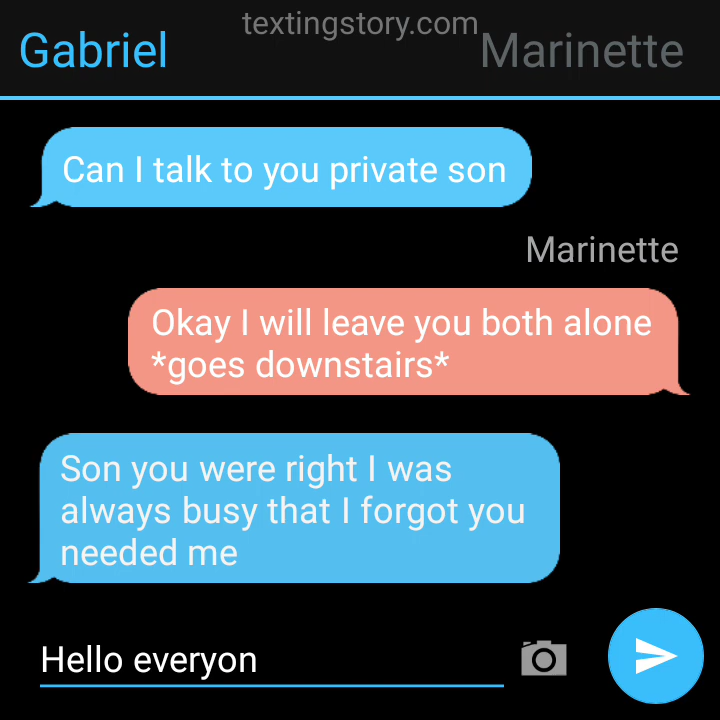 textingstory.com
Gabriel
Marinette
Can I talk to you private son
Marinette
Okay I will leave you both alone
*goes downstairs*
Son you were right I was
always busy that I forgot you
needed me
Hello everyon